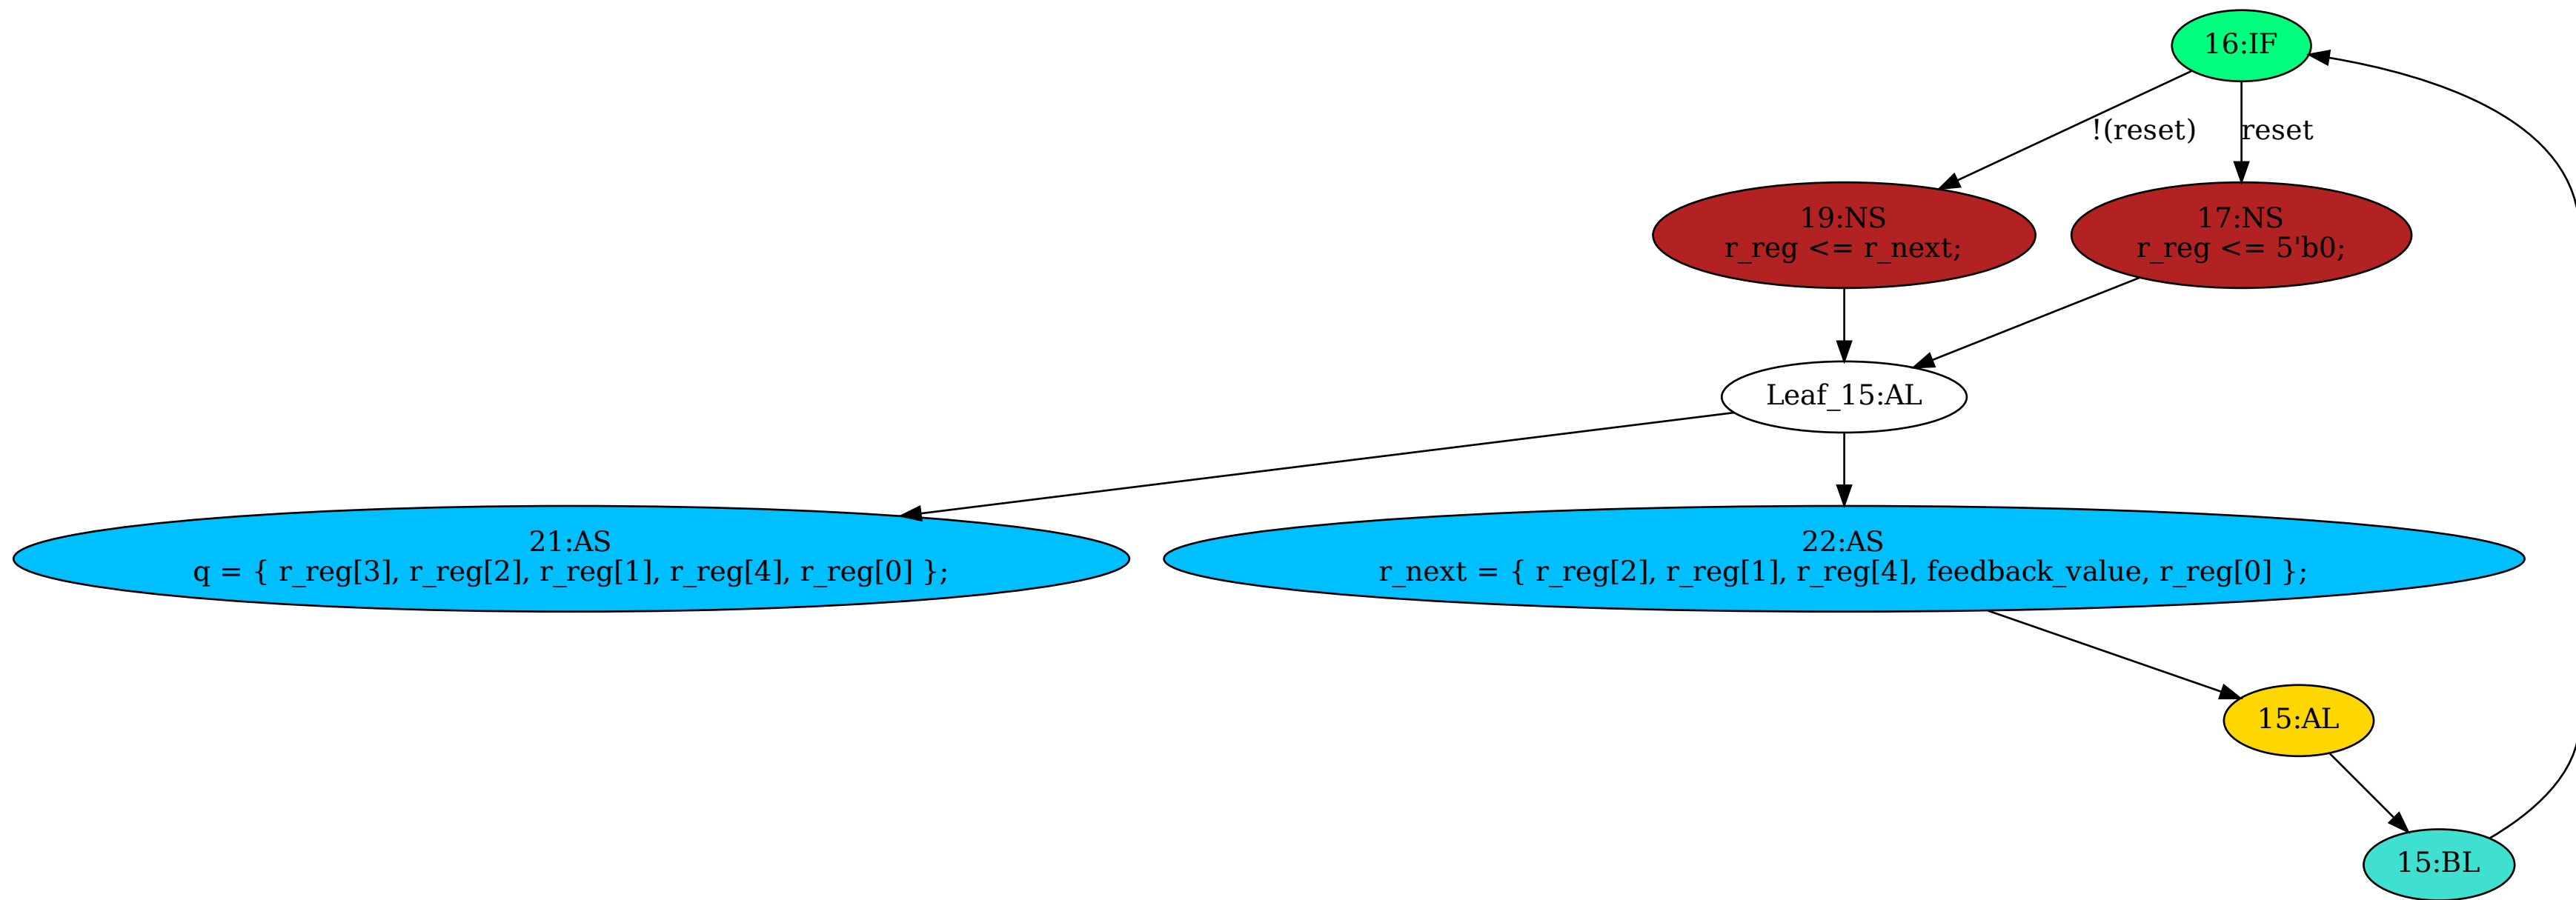 16:IF
!(reset)
reset
19:NS
r_reg <= r_next;
17:NS
r_reg <= 5'b0;
Leaf_15:AL
21:AS
q = { r_reg[3], r_reg[2], r_reg[1], r_reg[4], r_reg[0] };
22:AS
r_next = { r_reg[2], r_reg[1], r_reg[4], feedback_value, r_reg[0] };
15:AL
15:BL